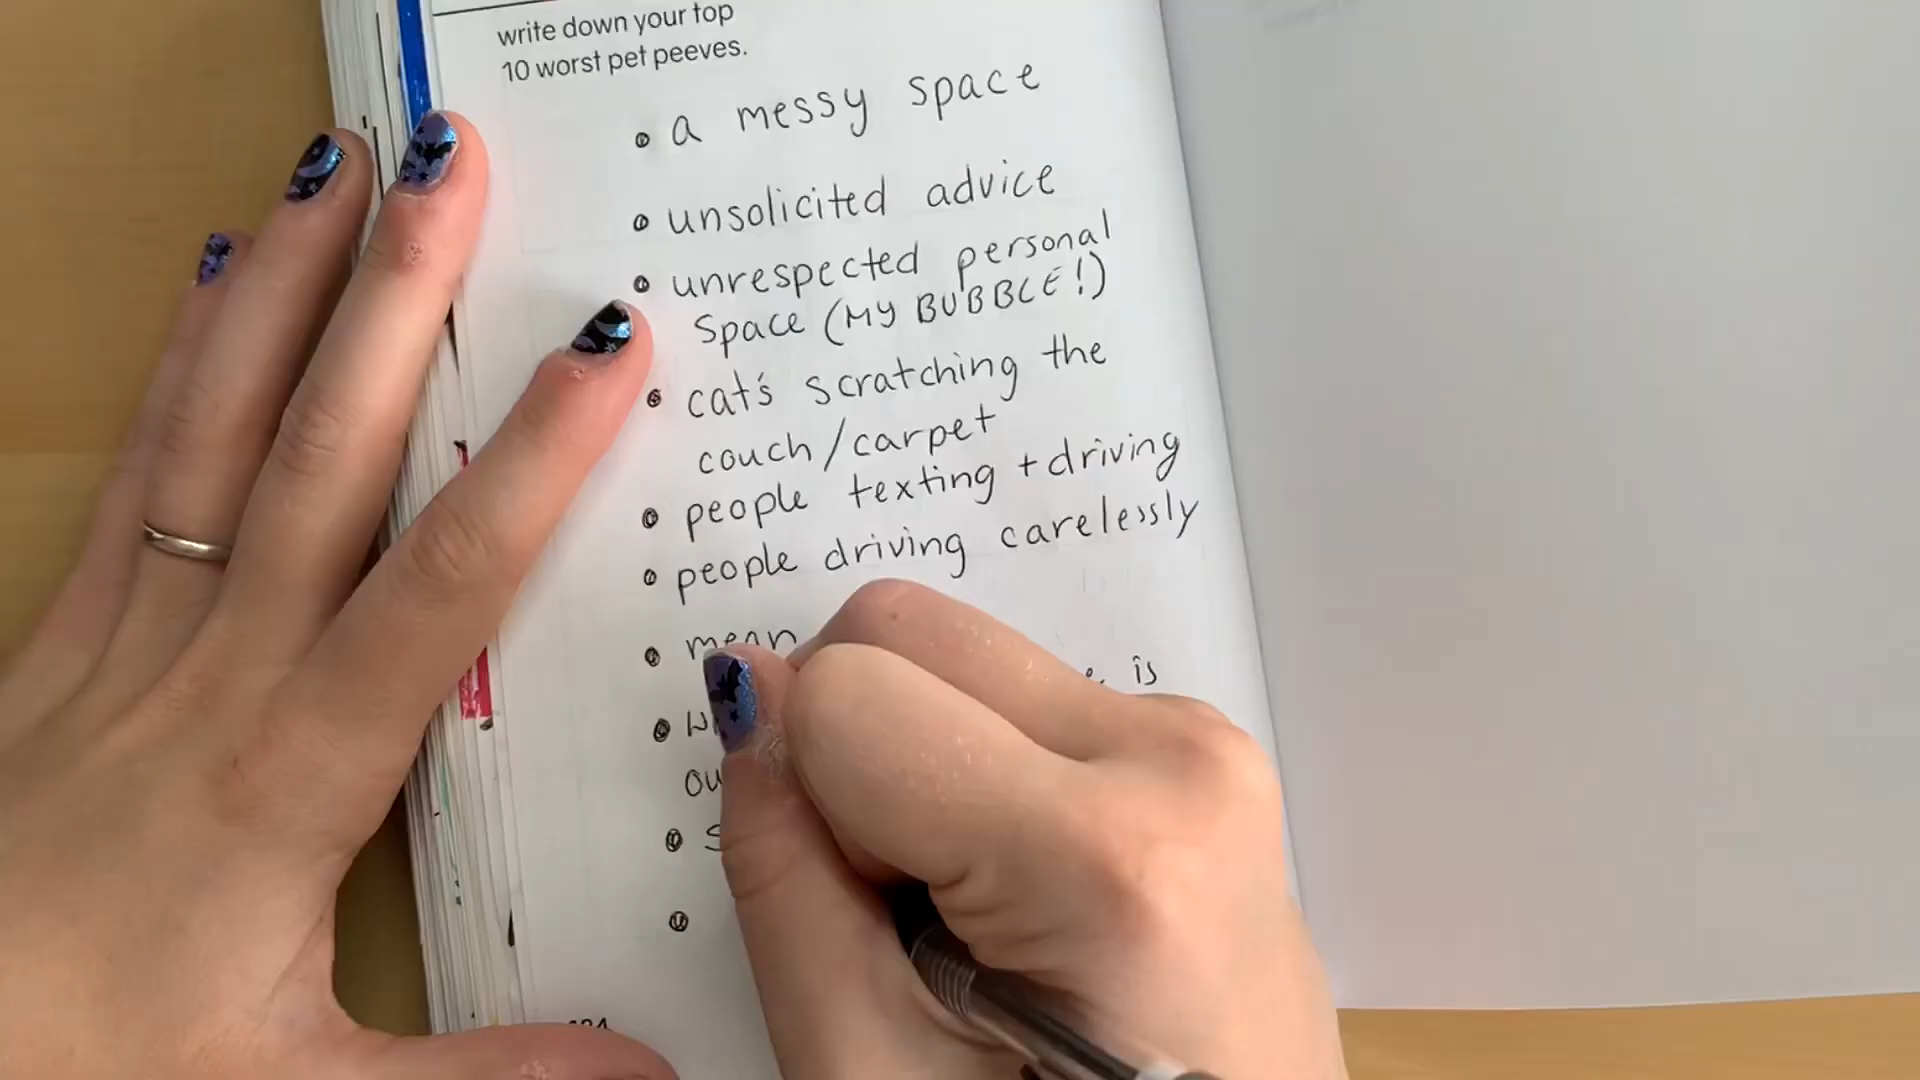 write down your top
10 worst pet peeves.
a messy space
unsolicited advice
unrespected personal
space (MY BUBBLE!)
cat's scratching the
couch/carpet
people texting + driving
people driving carelessly
mean
is